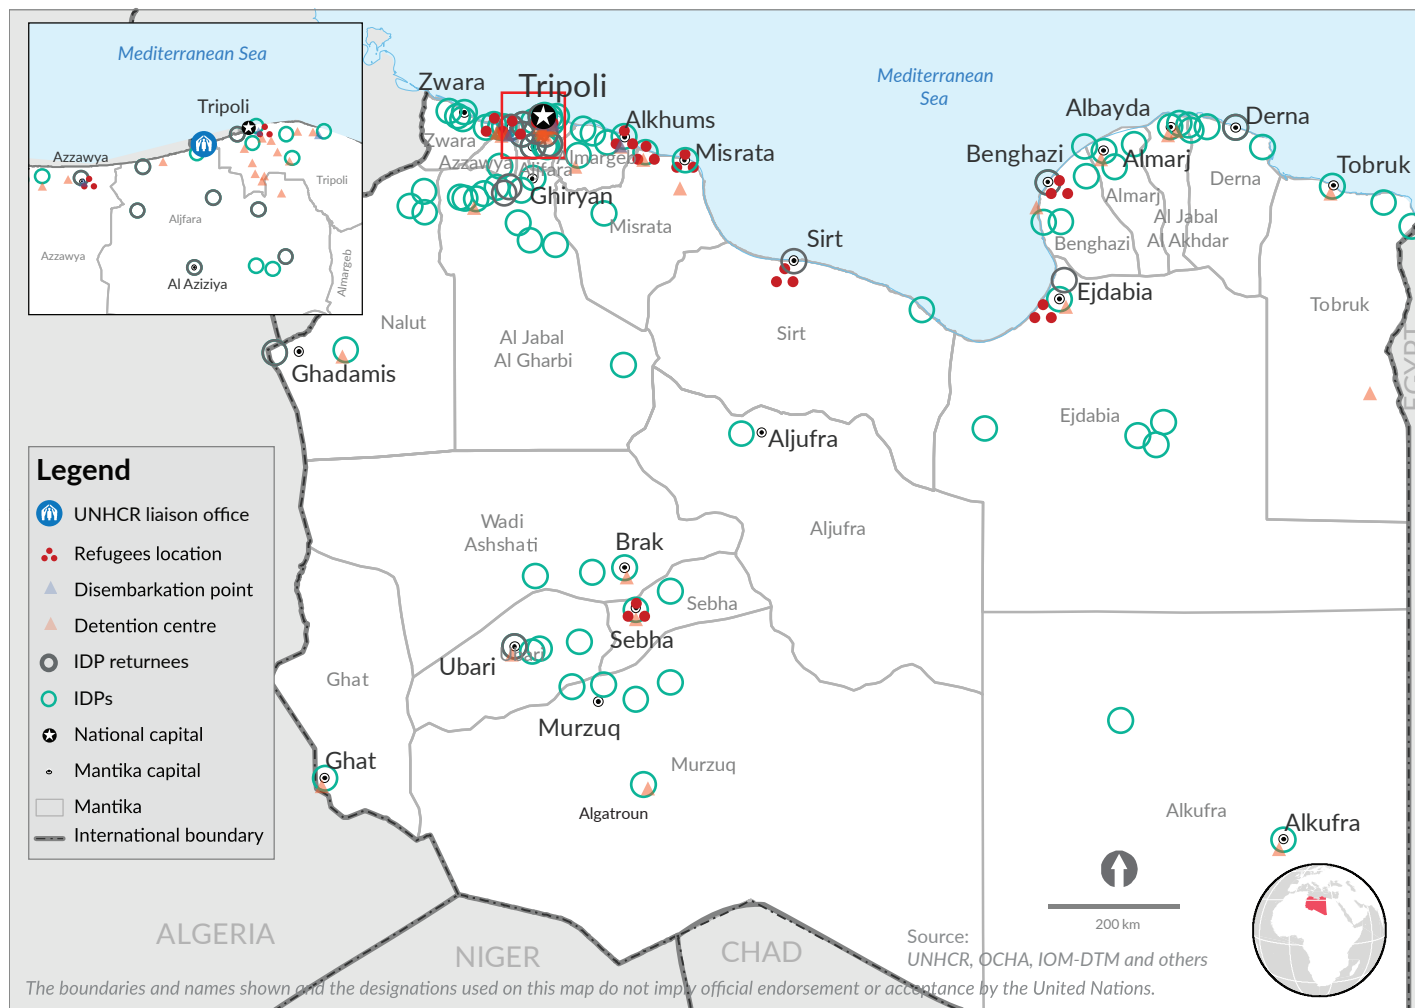 Mediterranean Sea
Tripoli
Azzawya
Tripoli
Aljfara
Azzawya
Almargeb
Al Aziziya
Zwara
Tripoli
Mediterranean
Sea
Alkhums
Misrata
Zwara
Azzawya
Almargeb
Aljfara
Ghiryan
Misrata
Albayda
Derna
Benghazi
Almarj
Tobruk
Derna
Almarj
Al Jabal
Al Akhdar
Benghazi
Sirt
Ejdabia
Nalut
Al Jabal
Al Gharbi
Sirt
Tobruk
EGYPT
Ghadamis
Aljufra
Ejdabia
Legend
UNHCR liaison office
Refugees location
Disembarkation point
Detention centre
IDP returnees
IDPs
National capital
Mantika capital
Mantika
International boundary
Wadi
Ashshati
Brak
Aljufra
Sebha
Sebha
Ubari
Ubari
Ghat
Murzuq
Ghat
Murzuq
Algatroun
Alkufra
Alkufra
200 km
ALGERIA
NIGER
CHAD
Source:
UNHCR, OCHA, IOM-DTM and others
The boundaries and names shown and the designations used on this map do not imply official endorsement or acceptance by the United Nations.